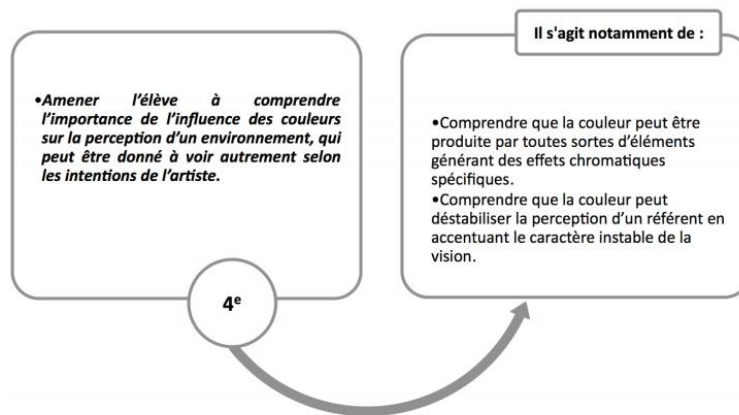 •Amener l’élève à comprendre
l’importance de l’influence des couleurs
sur la perception d’un environnement, qui
peut être donné à voir autrement selon
les intentions de l’artiste.
4e
Il s'agit notamment de :
•Comprendre que la couleur peut être
produite par toutes sortes d’éléments
générant des effets chromatiques
spécifiques.
•Comprendre que la couleur peut
déstabiliser la perception d’un référent en
accentuant le caractère instable de la
vision.